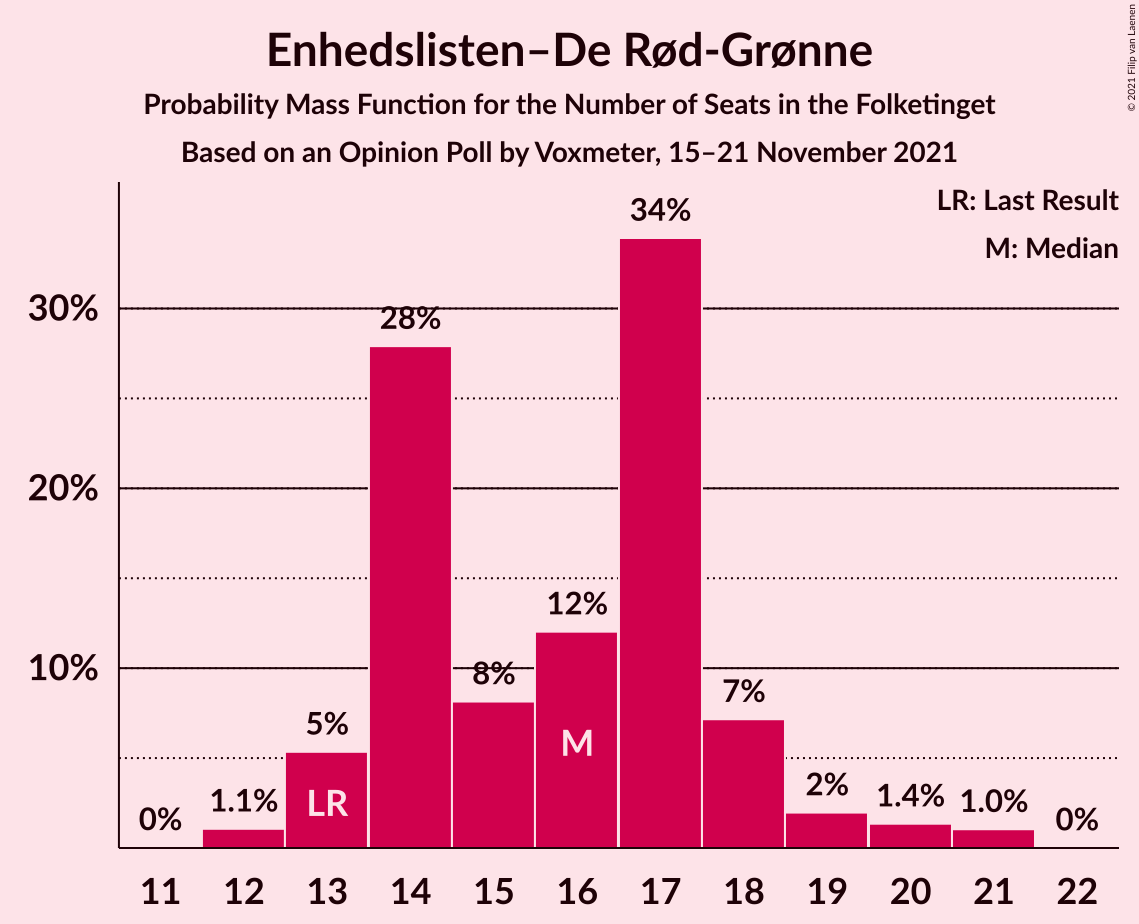 Enhedslisten–De Rød-Grønne
Probability Mass Function for the Number of Seats in the Folketinget
Based on an Opinion Poll by Voxmeter, 15–21 November 2021
© 2021 Filip van Laenen
LR: Last Result
M: Median
34%
30%
28%
20%
12%
10%
8%
7%
5%
M
2%
1.4%
1.1%
1.0%
LR
0%
0%
11 12 13 14 15 16 17 18 19 20 21 22